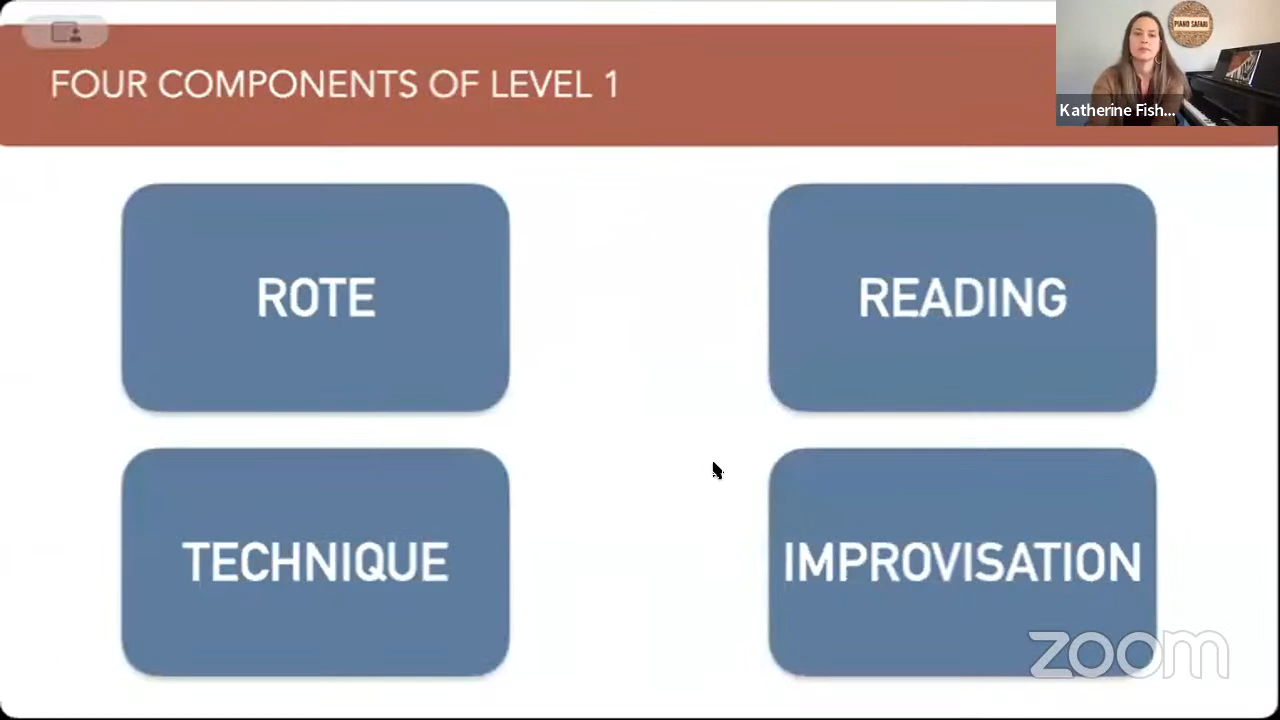 FOUR COMPONENTS OF LEVEL 1
PIANO SAFARI
Katherine Fish...
ROTE
READING
TECHNIQUE
IMPROVISATION
zoom